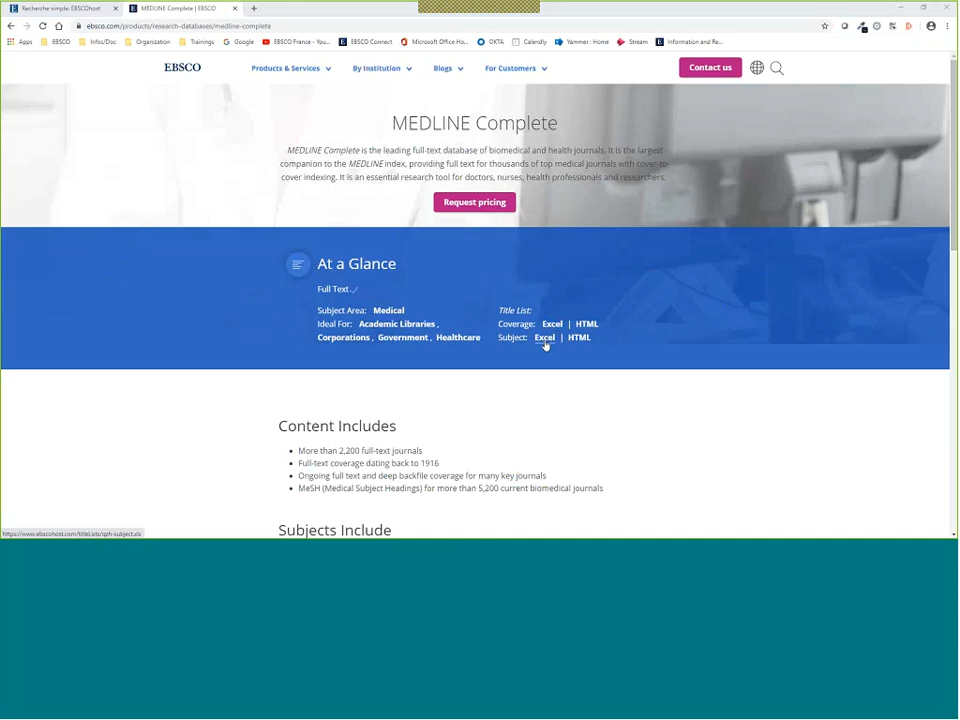 Recherche simple: EBSCOhost
MEDLINE Complete | EBSCO
ebsco.com/products/research-databases/medline-complete
Apps EBSCO Infos/Doc Organization Trainings Google EBSCO France - You... EBSCO Connect Microsoft Office Ho... OKTA Calendly Yammer : Home Stream Information and Re...
EBSCO Products & Services By Institution Blogs For Customers Contact us
MEDLINE Complete
MEDLINE Complete is the leading full-text database of biomedical and health journals. It is the largest
companion to the MEDLINE index, providing full text for thousands of top medical journals with cover-to-
cover indexing. It is an essential research tool for doctors, nurses, health professionals and researchers.
Request pricing
At a Glance
Full Text
Subject Area: Medical
Ideal For: Academic Libraries ,
Corporations , Government , Healthcare
Title List:
Coverage: Excel | HTML
Subject: Excel | HTML
Content Includes
More than 2,200 full-text journals
Full-text coverage dating back to 1916
Ongoing full text and deep backfile coverage for many key journals
MeSH (Medical Subject Headings) for more than 5,200 current biomedical journals
Subjects Include
https://www.ebscohost.com/titleLists/qzh-subject.xls